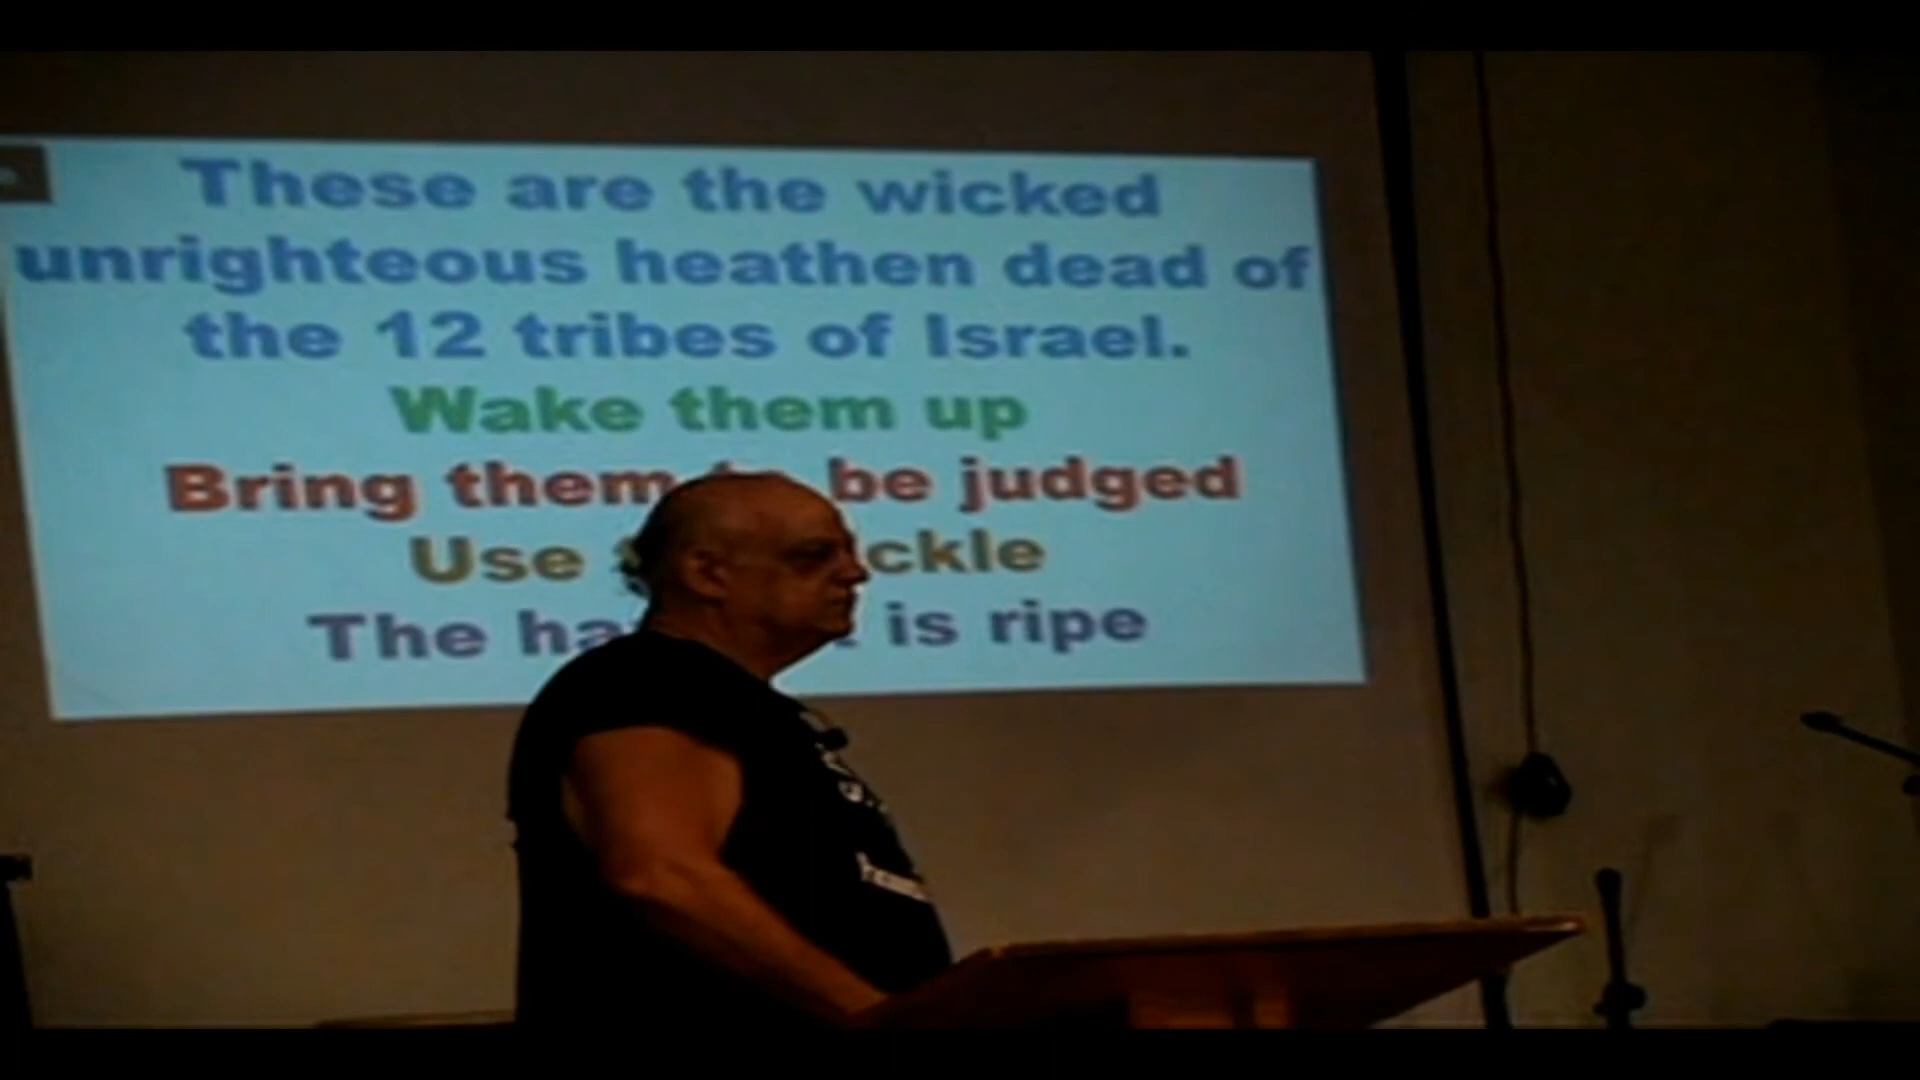 These are the wicked
unrighteous heathen dead of
the 12 tribes of Israel.
Wake them up
Bring them be judged
Use
The is ripe